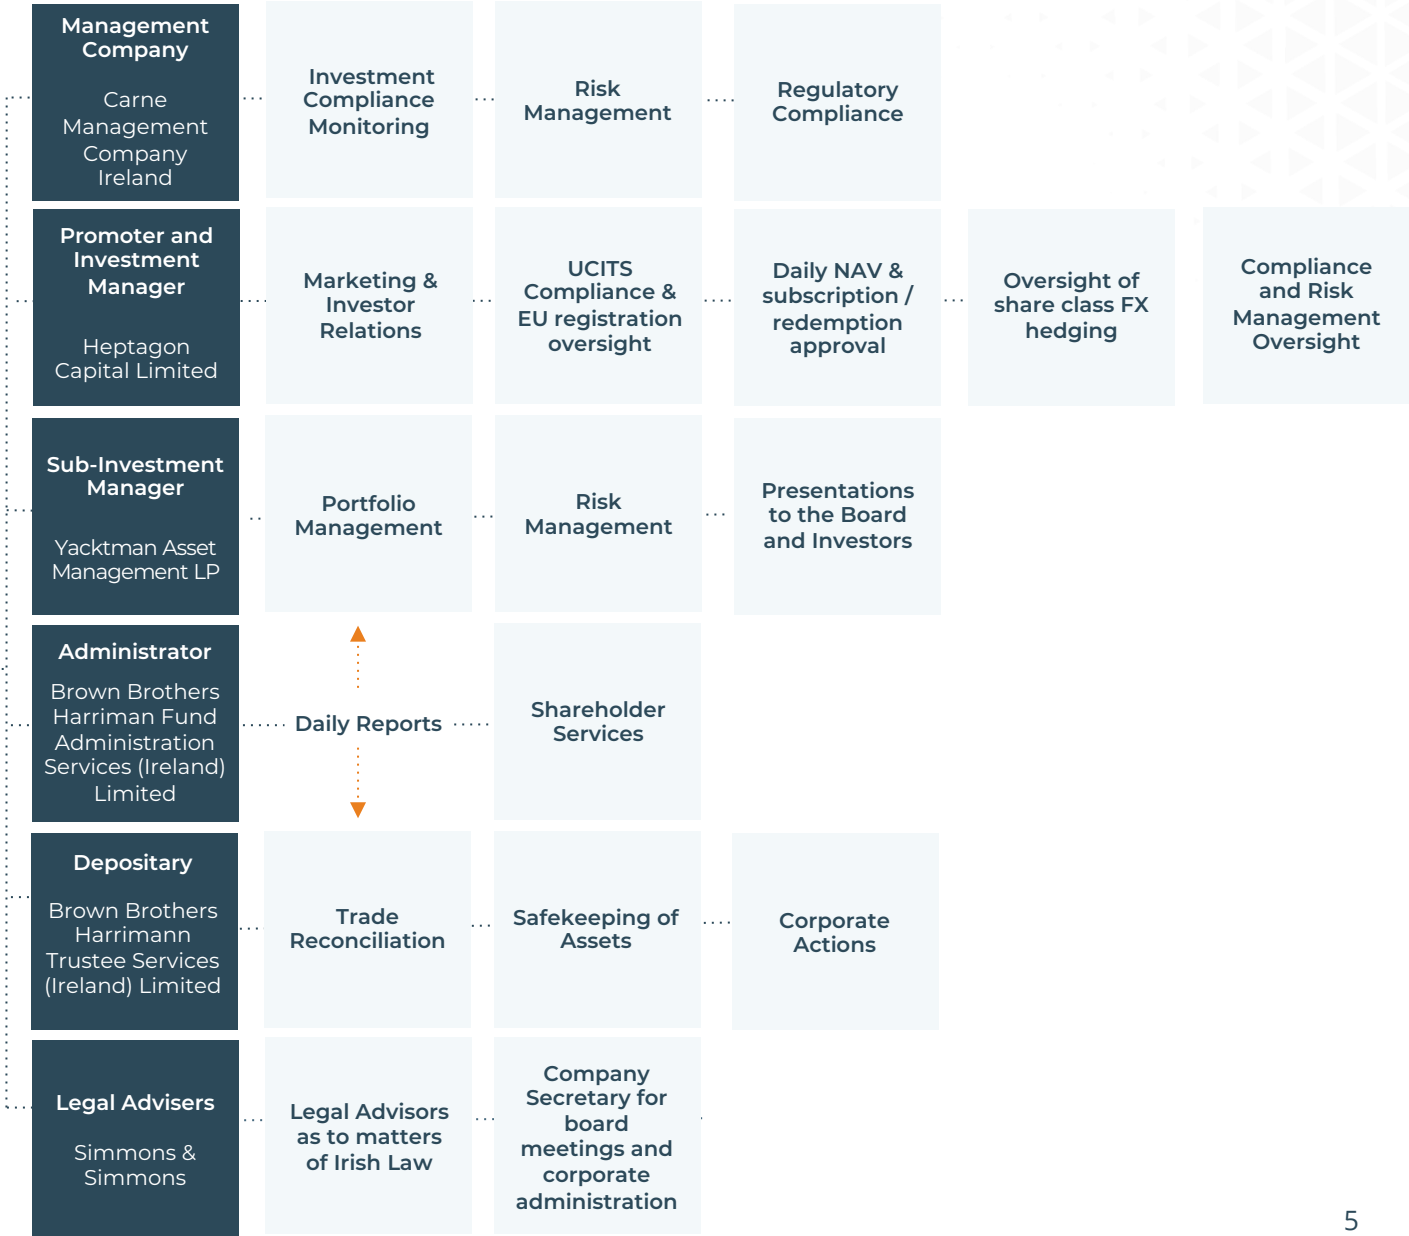 Management
Company
Carne
Management
Company
Ireland
Investment
Compliance
Monitoring
Risk
Management
Regulatory
Compliance
Promoter and
Investment
Manager
Heptagon
Capital Limited
Marketing &
Investor
Relations
UCITS
Compliance &
EU registration
oversight
Daily NAV &
subscription /
redemption
approval
Oversight of
share class FX
hedging
Compliance
and Risk
Management
Oversight
Sub-Investment
Manager
Yacktman Asset
Management LP
Portfolio
Management
Risk
Management
Presentations
to the Board
and Investors
Administrator
Brown Brothers
Harriman Fund
Administration
Services (Ireland)
Limited
Daily Reports
Shareholder
Services
Depositary
Brown Brothers
Harrimann
Trustee Services
(Ireland) Limited
Trade
Reconciliation
Safekeeping of
Assets
Corporate
Actions
Legal Advisers
Simmons &
Simmons
Legal Advisors
as to matters
of Irish Law
Company
Secretary for
board
meetings and
corporate
administration
5